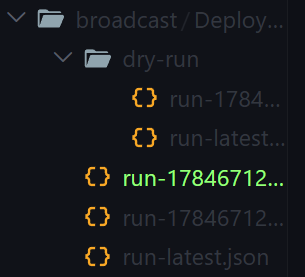 broadcast/Deploy...
dry-run
run-1784...
run-latest...
run-17846712...
run-17846712...
run-latest.json